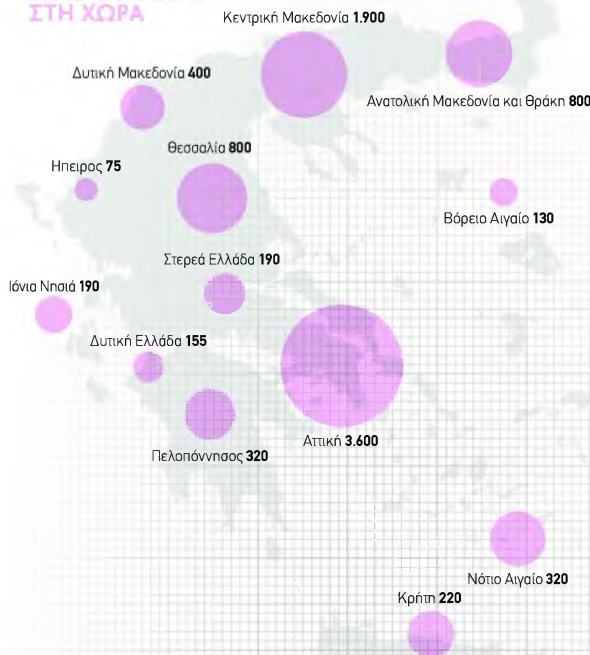 ΣΤΗ ΧΩΡΑ
Κεντρική Μακεδονία 1.900
Δυτική Μακεδονία 400
Ανατολική Μακεδονία και Θράκη 800
Θεσσαλία 800
Ηπειρος 75
Βόρειο Αιγαίο 130
Στερεά Ελλάδα 190
Ιόνια Νησιά 190
Δυτική Ελλάδα 155
Αττική 3.600
Πελοπόννησος 320
Νότιο Αιγαίο 320
Κρήτη 220